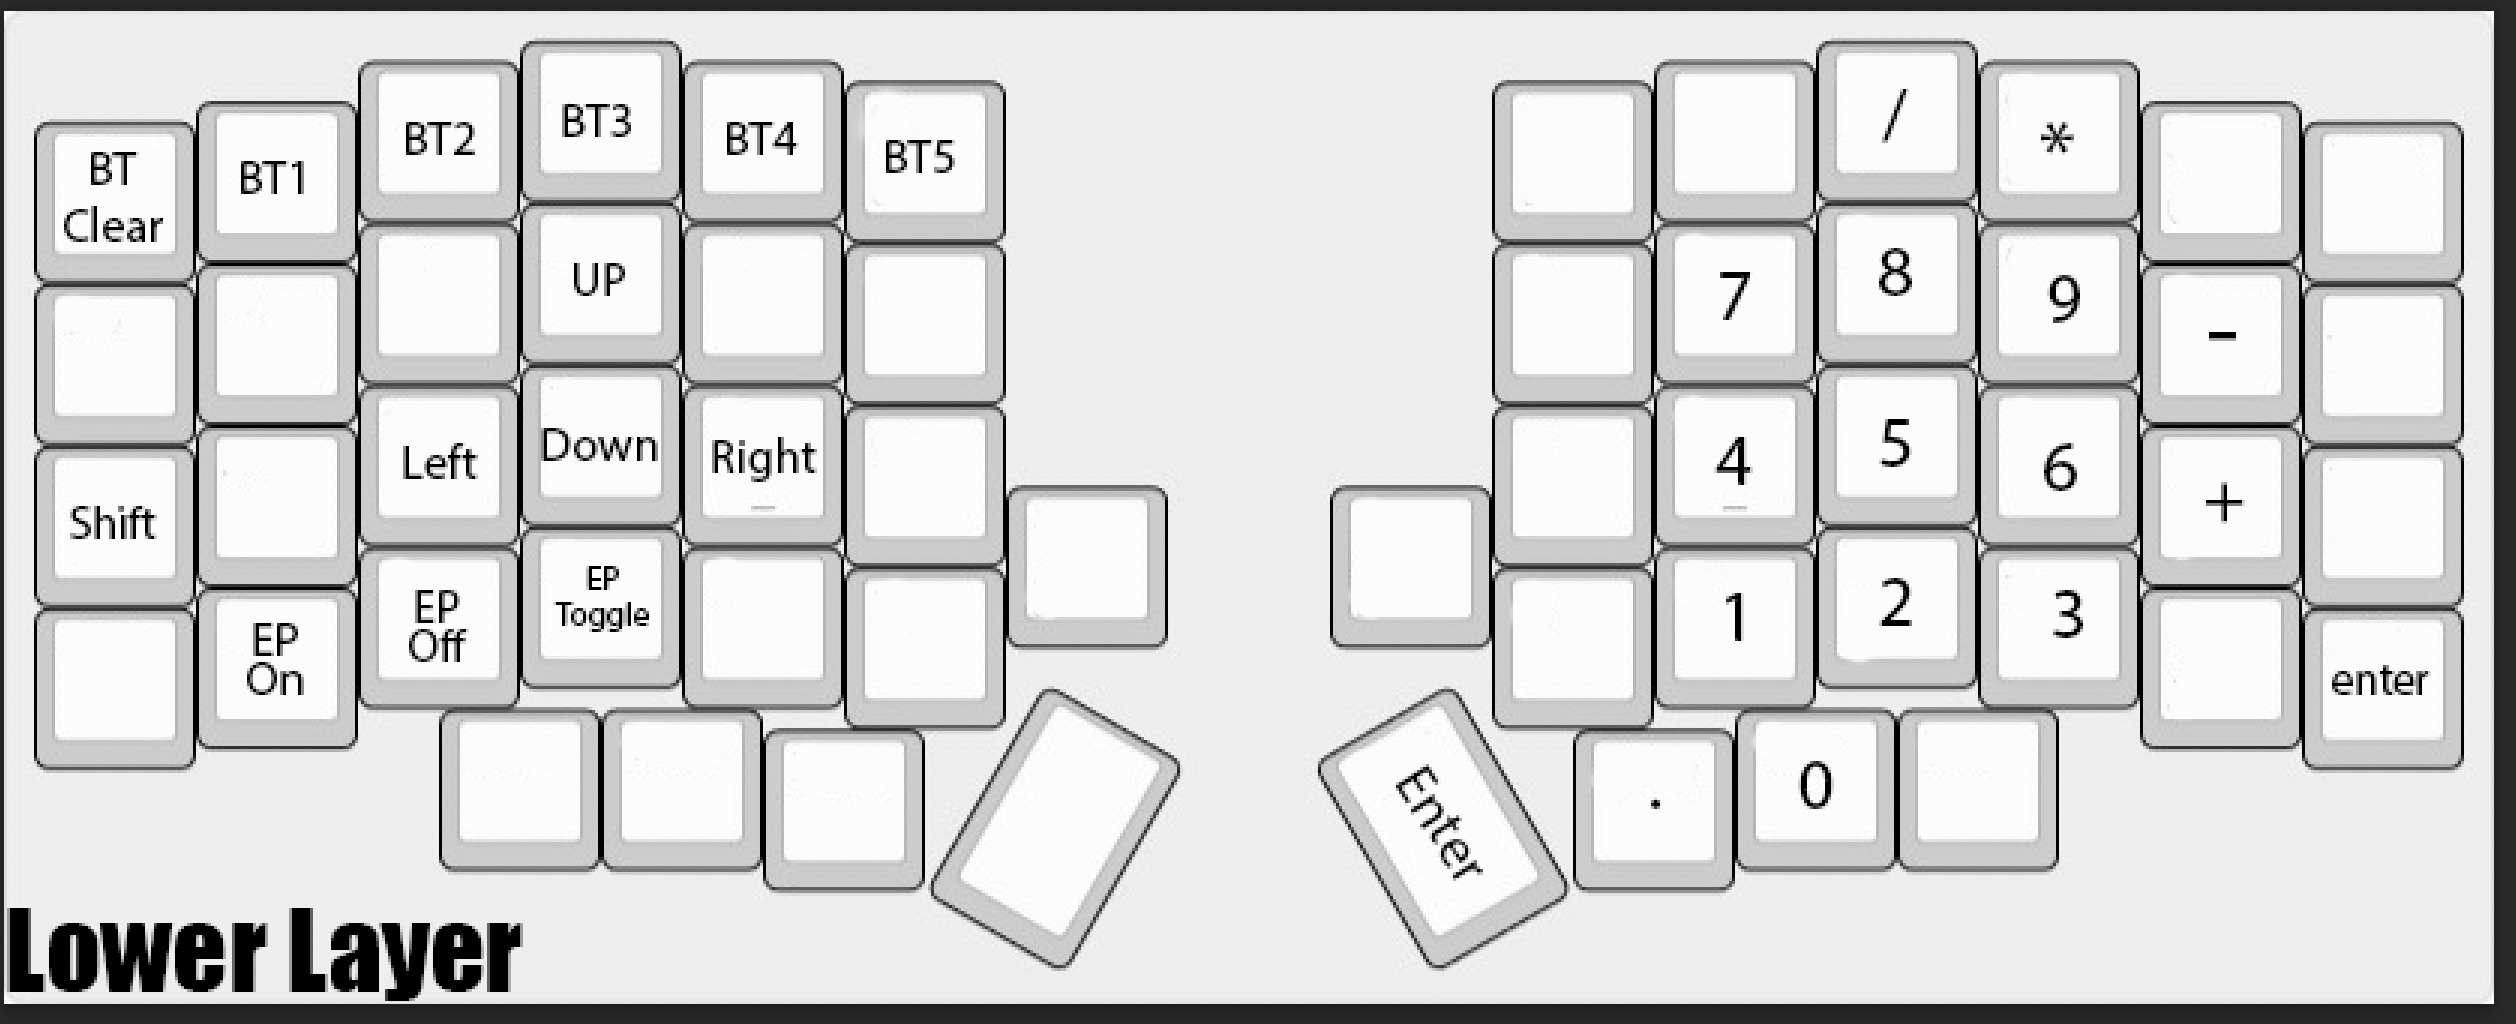 BT
Clear
BT1
BT2
BT3
BT4
BT5
/
*
UP
7
8
9
-
Shift
Left
Down
Right
4
5
6
+
EP
On
EP
Off
EP
Toggle
1
2
3
enter
Enter
.
0
Lower Layer